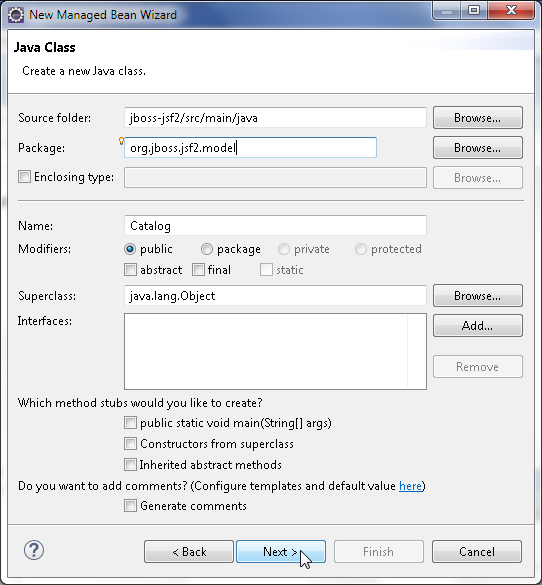 New Managed Bean Wizard
Java Class
Create a new Java class.
Source folder: jboss-jsf2/src/main/java Browse...
Package: org.jboss.jsf2.model Browse...
Enclosing type: Browse...
Name: Catalog
Modifiers: public package private protected
abstract final static
Superclass: java.lang.Object Browse...
Interfaces: Add...
Remove
Which method stubs would you like to create?
public static void main(String[] args)
Constructors from superclass
Inherited abstract methods
Do you want to add comments? (Configure templates and default value here)
Generate comments
? < Back Next > Finish Cancel